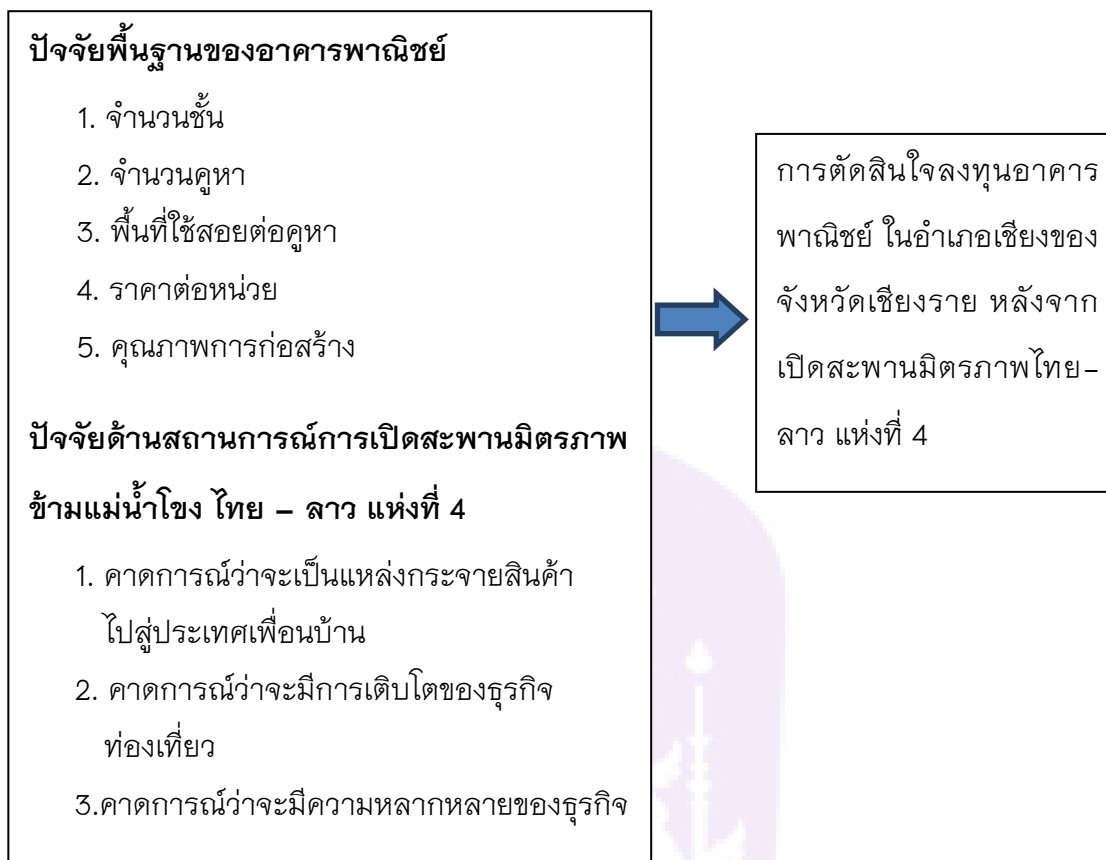 ปัจจัยพื้นฐานของอาคารพาณิชย์
1. จำนวนชั้น
2. จำนวนคูหา
3. พื้นที่ใช้สอยต่อคูหา
4. ราคาต่อหน่วย
5. คุณภาพการก่อสร้าง
ปัจจัยด้านสถานการณ์การเปิดสะพานมิตรภาพ
ข้ามแม่น้ำโขง ไทย – ลาว แห่งที่ 4
1. คาดการณ์ว่าจะเป็นแหล่งกระจายสินค้า
ไปสู่ประเทศเพื่อนบ้าน
2. คาดการณ์ว่าจะมีการเติบโตของธุรกิจ
ท่องเที่ยว
3.คาดการณ์ว่าจะมีความหลากหลายของธุรกิจ
การตัดสินใจลงทุนอาคาร
พาณิชย์ ในอำเภอเชียงของ
จังหวัดเชียงราย หลังจาก
เปิดสะพานมิตรภาพไทย–
ลาว แห่งที่ 4